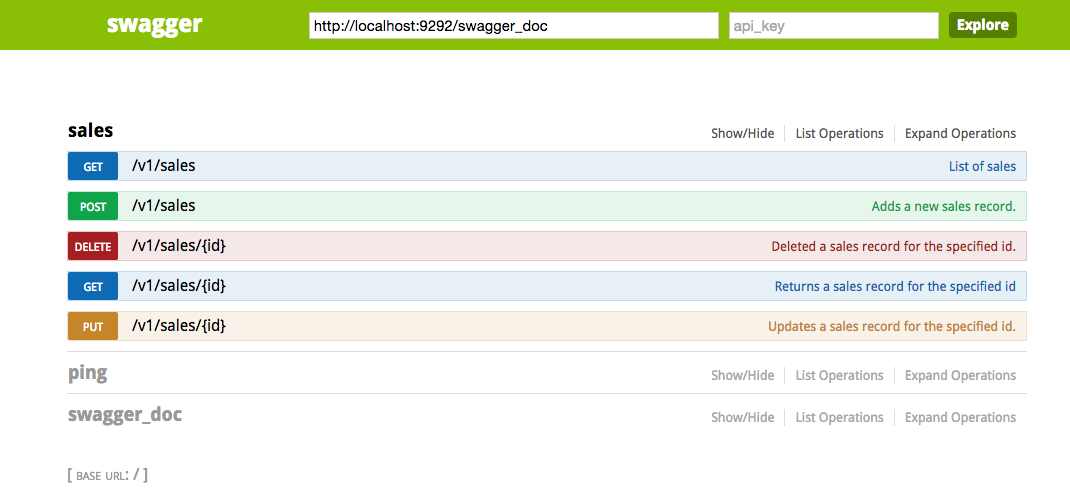 swagger http://localhost:9292/swagger_doc api_key Explore
sales Show/Hide List Operations Expand Operations
GET /v1/sales List of sales
POST /v1/sales Adds a new sales record.
DELETE /v1/sales/{id} Deleted a sales record for the specified id.
GET /v1/sales/{id} Returns a sales record for the specified id
PUT /v1/sales/{id} Updates a sales record for the specified id.
ping Show/Hide List Operations Expand Operations
swagger_doc Show/Hide List Operations Expand Operations
[ BASE URL: / ]